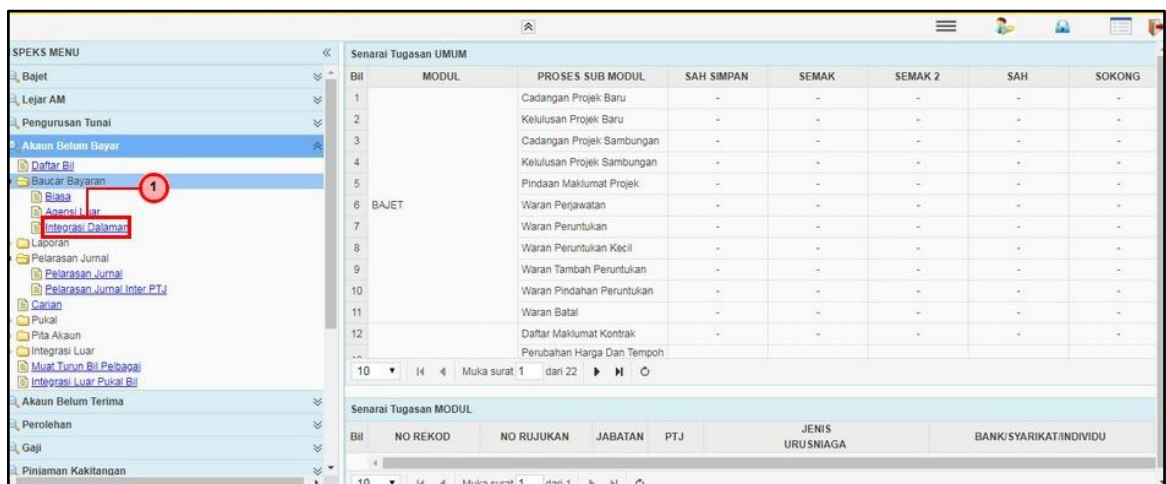 SPEKS MENU
Bajet
Lejar AM
Pengurusan Tunai
Akaun Belum Bayar
Daftar Bil
Baucar Bayaran
Biasa
Agensi Luar
Integrasi Dalaman
1
Laporan
Pelarasan Jurnal
Pelarasan Jurnal
Pelarasan Jurnal Inter PTJ
Carian
Pukal
Pita Akaun
Integrasi Luar
Muat Turun Bil Pelbagai
Integrasi Luar Pukal Bil
Akaun Belum Terima
Perolehan
Gaji
Pinjaman Kakitangan
Senarai Tugasan UMUM
Bil MODUL PROSES SUB MODUL SAH SIMPAN SEMAK SEMAK 2 SAH SOKONG
1 Cadangan Projek Baru - - - - -
2 Kelulusan Projek Baru - - - - -
3 Cadangan Projek Sambungan - - - - -
4 Kelulusan Projek Sambungan - - - - -
5 Pindaan Maklumat Projek - - - - -
6 BAJET Waran Perjawatan - - - - -
7 Waran Peruntukan - - - - -
8 Waran Peruntukan Kecil - - - - -
9 Waran Tambah Peruntukan - - - - -
10 Waran Pindahan Peruntukan - - - - -
11 Waran Batal - - - - -
12 Daftar Maklumat Kontrak - - - - -
Perubahan Harga Dan Tempoh
10 Muka surat 1 dari 22
Senarai Tugasan MODUL
Bil NO REKOD NO RUJUKAN JABATAN PTJ JENIS URUSNIAGA BANK/SYARIKAT/INDIVIDU
10 Muka surat 1 dari 1